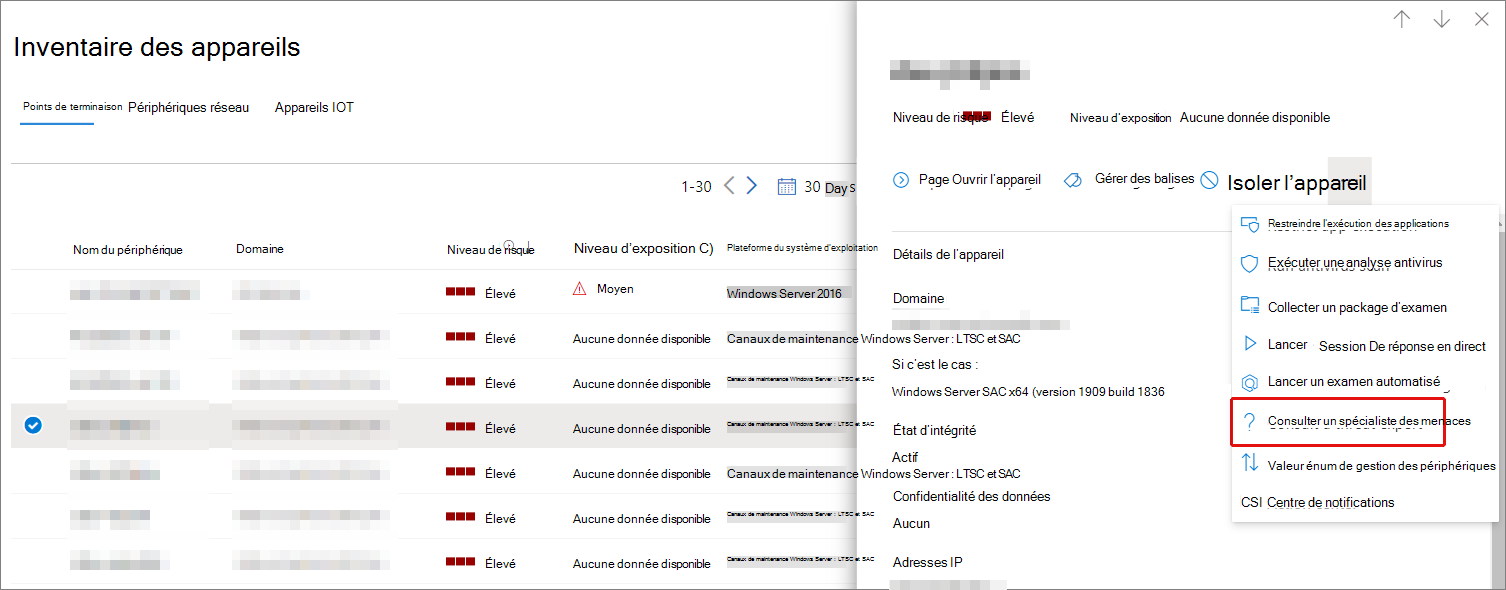 Inventaire des appareils
Points de terminaison Périphériques réseau Appareils IOT
1-30 30 Days
Nom du périphérique Domaine Niveau de risque Niveau d'exposition C) Plateforme du système d'exploitation
Élevé Moyen Windows Server 2016
Élevé Aucune donnée disponible Canaux de maintenance Windows Server : LTSC et SAC
Élevé Aucune donnée disponible Canaux de maintenance Windows Server : LTSC et SAC
Élevé Aucune donnée disponible Canaux de maintenance Windows Server : LTSC et SAC
Élevé Aucune donnée disponible Canaux de maintenance Windows Server : LTSC et SAC
Élevé Aucune donnée disponible Canaux de maintenance Windows Server : LTSC et SAC
Élevé Aucune donnée disponible Canaux de maintenance Windows Server : LTSC et SAC
Niveau de risque Élevé Niveau d'exposition Aucune donnée disponible
Page Ouvrir l'appareil Gérer des balises Isoler l'appareil
Détails de l'appareil
Domaine
Si c'est le cas :
Windows Server SAC x64 (version 1909 build 1836
État d'intégrité
Actif
Confidentialité des données
Aucun
Adresses IP
Restreindre l'exécution des applications
Exécuter une analyse antivirus
Collecter un package d'examen
Lancer Session De réponse en direct
Lancer un examen automatisé
Consulter un spécialiste des menaces
Valeur énum de gestion des périphériques
CSI Centre de notifications